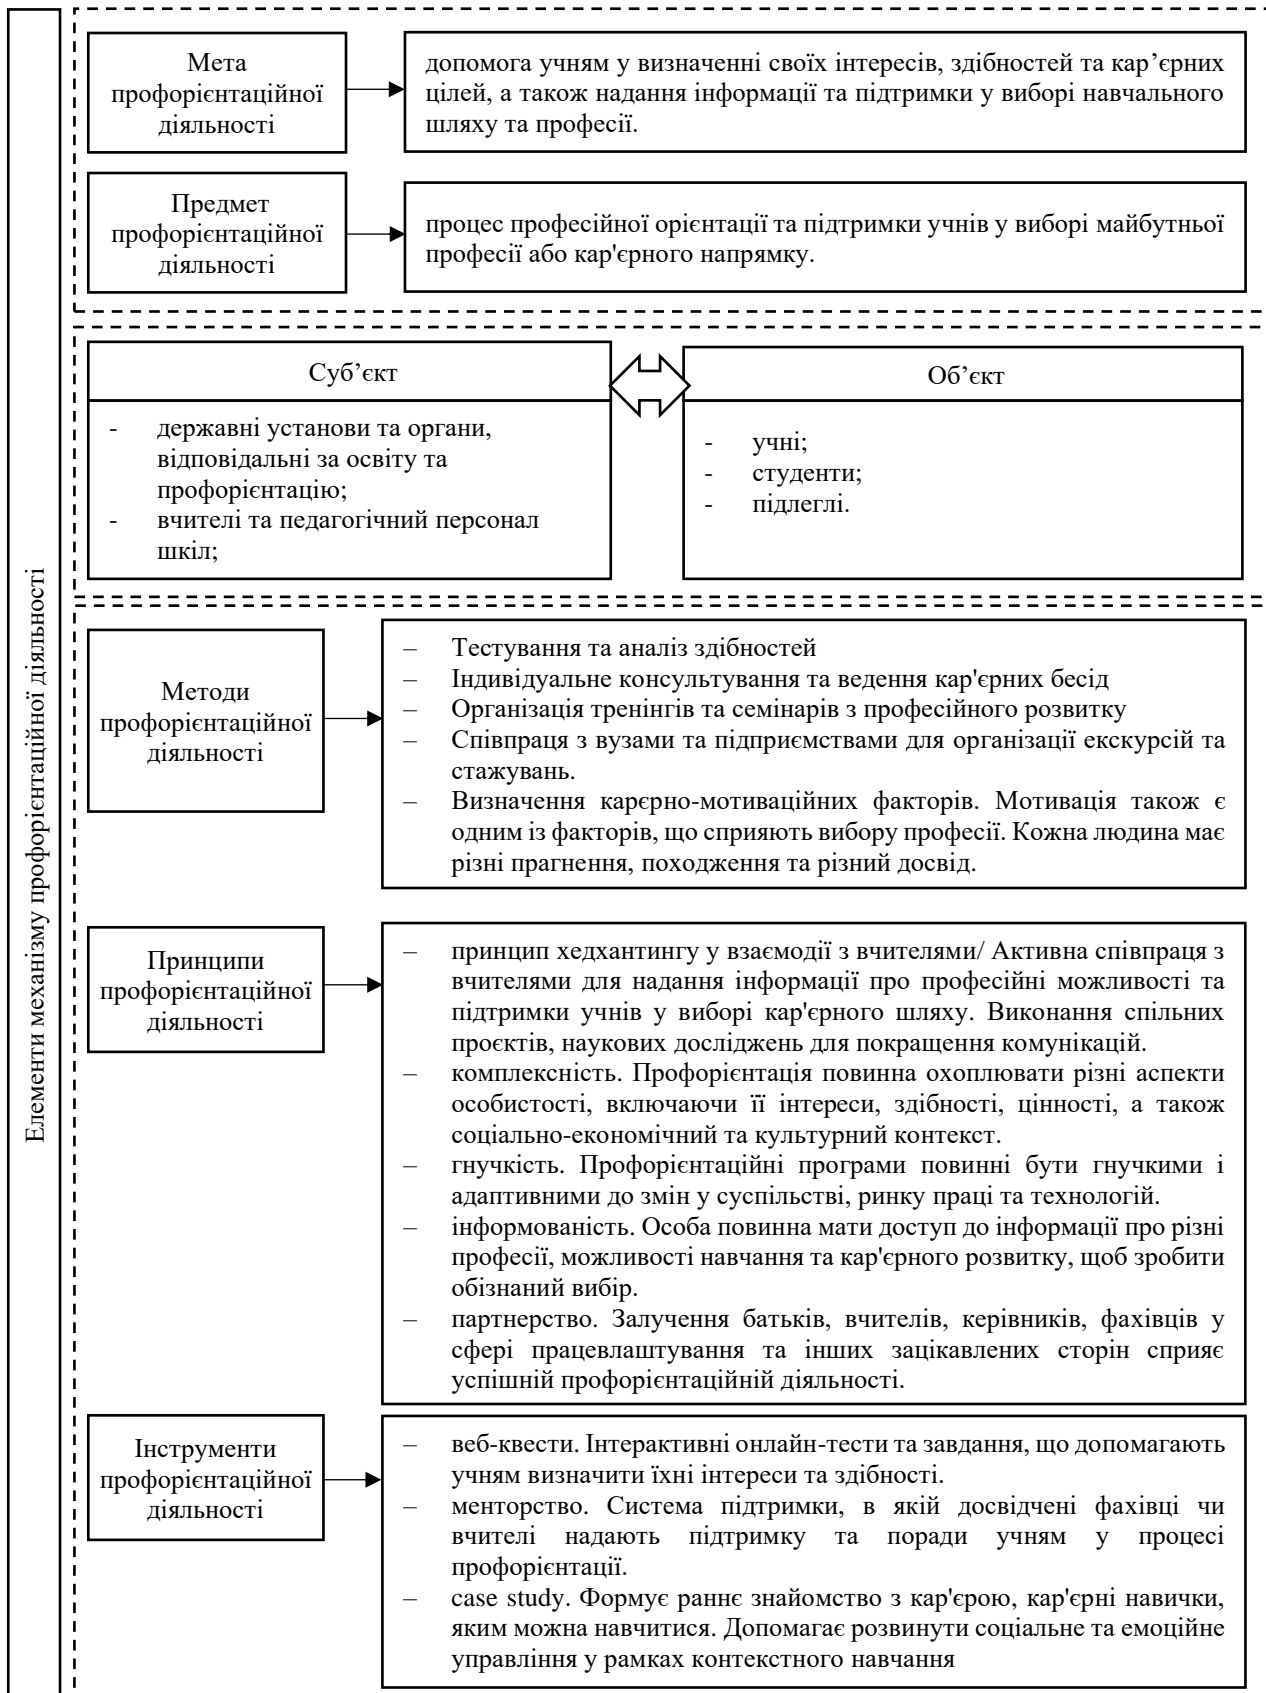 Елементи механізму профорієнтаційної діяльності
Мета
профорієнтаційної
діяльності
допомога учням у визначенні своїх інтересів, здібностей та кар’єрних
цілей, а також надання інформації та підтримки у виборі навчального
шляху та професії.
Предмет
профорієнтаційної
діяльності
процес професійної орієнтації та підтримки учнів у виборі майбутньої
професії або кар'єрного напрямку.
Суб’єкт
- державні установи та органи,
відповідальні за освіту та
профорієнтацію;
- вчителі та педагогічний персонал
шкіл;
Об’єкт
- учні;
- студенти;
- підлеглі.
Методи
профорієнтаційної
діяльності
– Тестування та аналіз здібностей
– Індивідуальне консультування та ведення кар'єрних бесід
– Організація тренінгів та семінарів з професійного розвитку
– Співпраця з вузами та підприємствами для організації екскурсій та
стажувань.
– Визначення карєрно-мотиваційних факторів. Мотивація також є
одним із факторів, що сприяють вибору професії. Кожна людина має
різні прагнення, походження та різний досвід.
Принципи
профорієнтаційної
діяльності
– принцип хедхантингу у взаємодії з вчителями/ Активна співпраця з
вчителями для надання інформації про професійні можливості та
підтримки учнів у виборі кар'єрного шляху. Виконання спільних
проєктів, наукових досліджень для покращення комунікацій.
– комплексність. Профорієнтація повинна охоплювати різні аспекти
особистості, включаючи її інтереси, здібності, цінності, а також
соціально-економічний та культурний контекст.
– гнучкість. Профорієнтаційні програми повинні бути гнучкими і
адаптивними до змін у суспільстві, ринку праці та технологій.
– інформованість. Особа повинна мати доступ до інформації про різні
професії, можливості навчання та кар'єрного розвитку, щоб зробити
обізнаний вибір.
– партнерство. Залучення батьків, вчителів, керівників, фахівців у
сфері працевлаштування та інших зацікавлених сторін сприяє
успішній профорієнтаційній діяльності.
Інструменти
профорієнтаційної
діяльності
– веб-квести. Інтерактивні онлайн-тести та завдання, що допомагають
учням визначити їхні інтереси та здібності.
– менторство. Система підтримки, в якій досвідчені фахівці чи
вчителі надають підтримку та поради учням у процесі
профорієнтації.
– case study. Формує раннє знайомство з кар'єрою, кар'єрні навички,
яким можна навчитися. Допомагає розвинути соціальне та емоційне
управління у рамках контекстного навчання